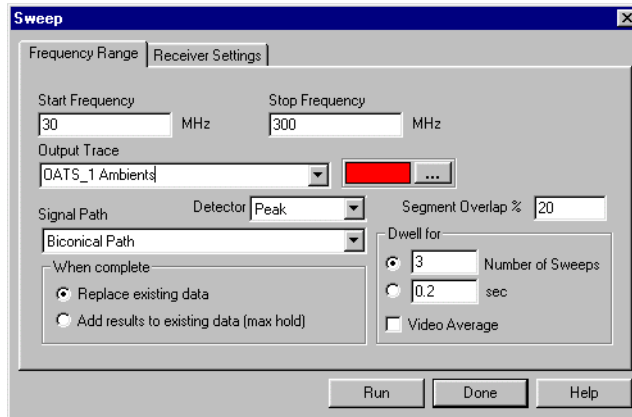 Sweep
Frequency Range Receiver Settings
Start Frequency Stop Frequency
30 MHz 300 MHz
Output Trace
OATS_1 Ambients ...
Signal Path Detector Peak Segment Overlap % 20
Biconical Path
Dwell for
When complete
3 Number of Sweeps
Replace existing data
0.2 sec
Add results to existing data (max hold)
Video Average
Run Done Help